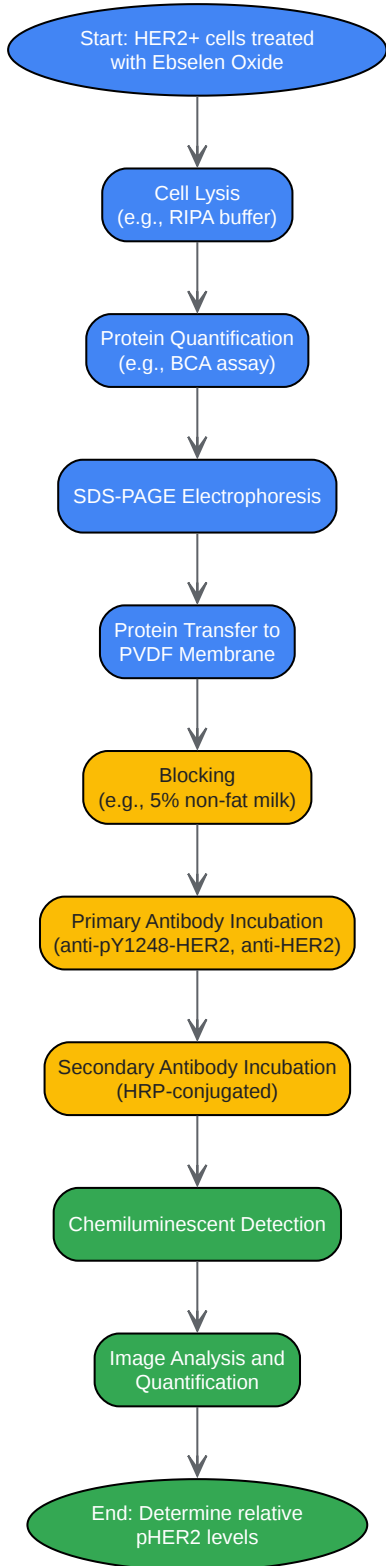 Start: HER2+ cells treated
with Ebselen Oxide
Cell Lysis
(e.g., RIPA buffer)
Protein Quantification
(e.g., BCA assay)
SDS-PAGE Electrophoresis
Protein Transfer to
PVDF Membrane
Blocking
(e.g., 5% non-fat milk)
Primary Antibody Incubation
(anti-pY1248-HER2, anti-HER2)
Secondary Antibody Incubation
(HRP-conjugated)
Chemiluminescent Detection
Image Analysis and
Quantification
End: Determine relative
pHER2 levels